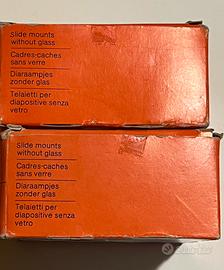 Slide mounts
without glass
Cadres-caches
sans verre
Diaraampjes
zonder glas
Telaietti per
diapositive senza
vetro
Slide mounts
without glass
Cadres-caches
sans verre
Diaraampjes
zonder glas
Telaietti per
diapositive senza
vetro
subito